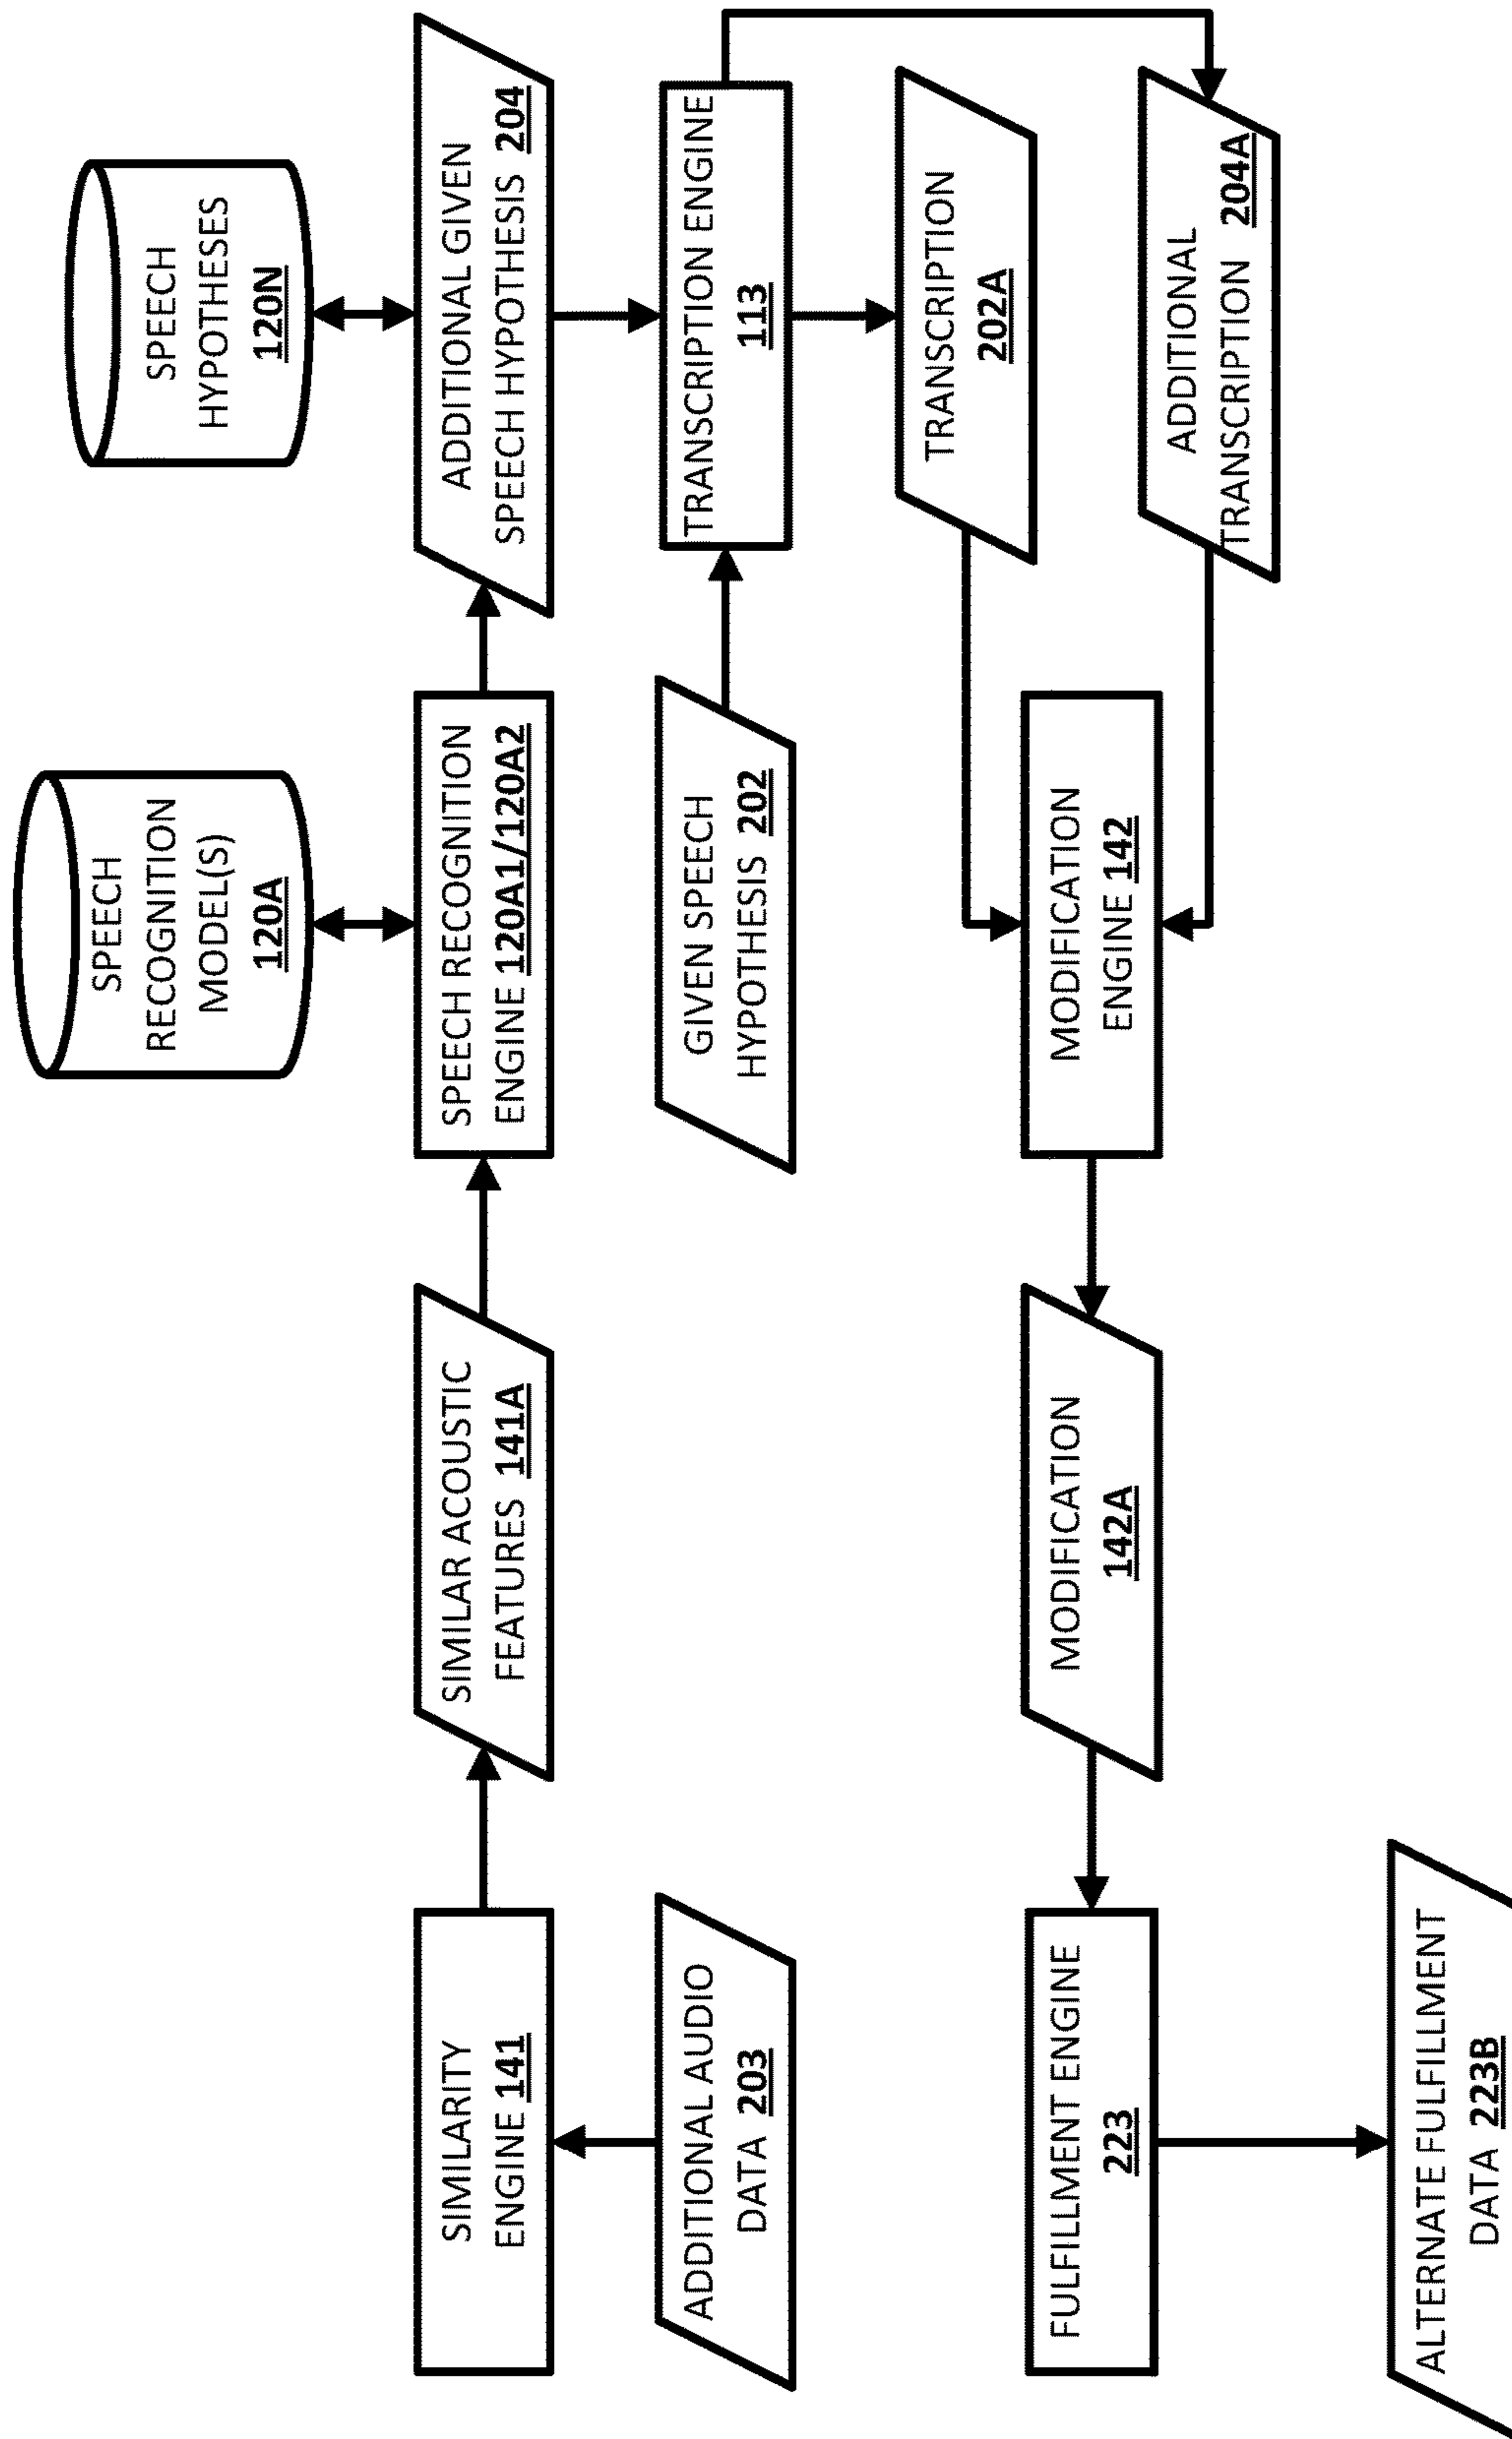 SPEECH
RECOGNITION
MODEL(S)
120A
SPEECH
HYPOTHESES
120N
SIMILARITY
ENGINE 141
SIMILAR ACOUSTIC
FEATURES 141A
SPEECH RECOGNITION
ENGINE 120A1/120A2
ADDITIONAL GIVEN
SPEECH HYPOTHESIS 204
ADDITIONAL AUDIO
DATA 203
GIVEN SPEECH
HYPOTHESIS 202
TRANSCRIPTION ENGINE
113
TRANSCRIPTION
202A
FULFILLMENT ENGINE
223
MODIFICATION
142A
MODIFICATION
ENGINE 142
ADDITIONAL
TRANSCRIPTION 204A
ALTERNATE FULFILLMENT
DATA 223B